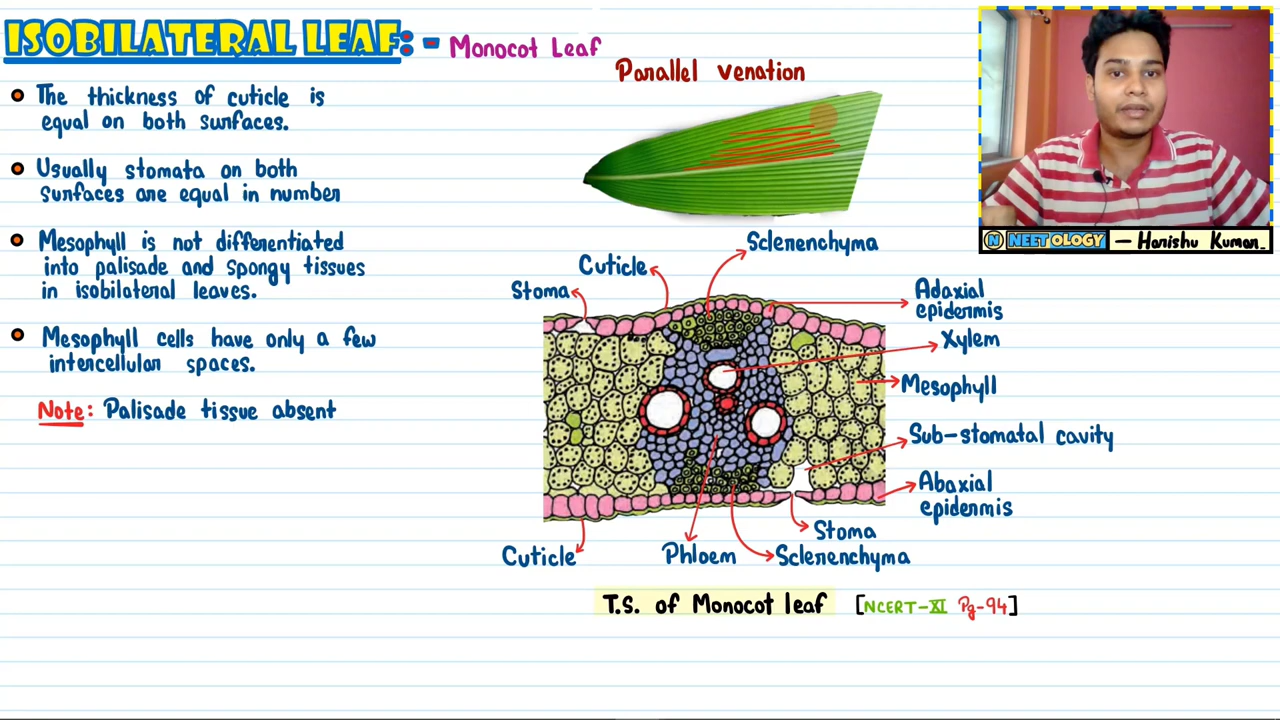 ISOBILATERAL LEAF:- Monocot Leaf
The thickness of cuticle is
equal on both surfaces.
Usually stomata on both
surfaces are equal in number
Mesophyll is not differentiated
into palisade and spongy tissues
in isobilateral leaves.
Mesophyll cells have only a few
intercellular spaces.
Note: Palisade tissue absent
Parallel venation
Sclerenchyma
Cuticle
Stoma
Adaxial
epidermis
Xylem
Mesophyll
Sub-stomatal cavity
Abaxial
epidermis
Stoma
Cuticle
Phloem
Sclerenchyma
T.S. of Monocot leaf [NCERT-XI Pg-94]
N NEETOLOGY - Hanishu Kumar